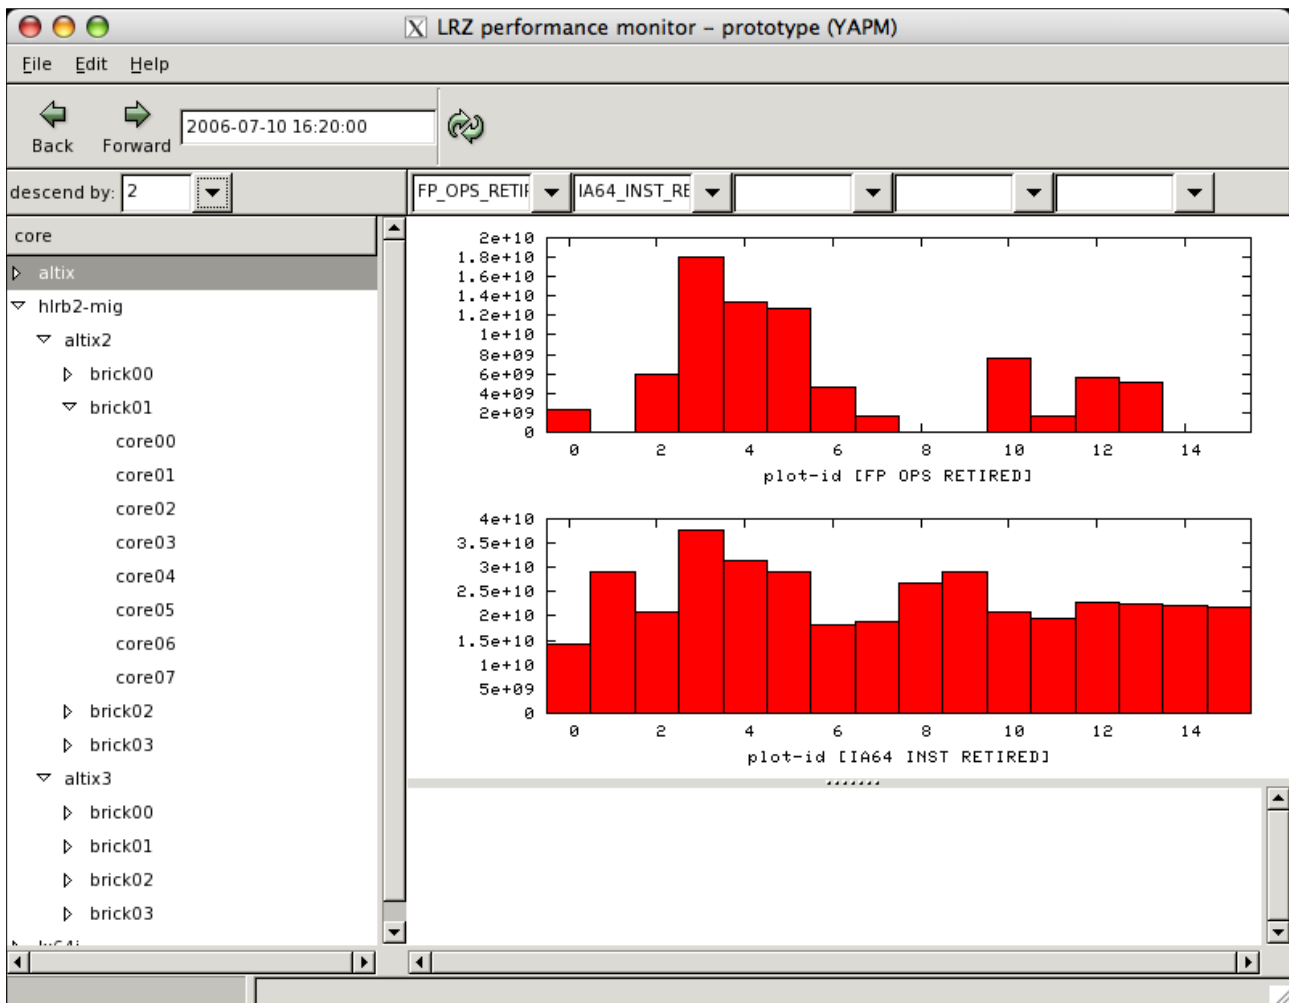 LRZ performance monitor – prototype (YAPM)
File Edit Help
Back Forward 2006-07-10 16:20:00
descend by: 2 FP_OPS_RETIF IA64_INST_RE
core
altix
hlrb2-mig
altix2
brick00
brick01
core00
core01
core02
core03
core04
core05
core06
core07
brick02
brick03
altix3
brick00
brick01
brick02
brick03
2e+10
1.8e+10
1.6e+10
1.4e+10
1.2e+10
1e+10
8e+09
6e+09
4e+09
2e+09
0
0 2 4 6 8 10 12 14
plot-id [FP OPS RETIRED]
4e+10
3.5e+10
3e+10
2.5e+10
2e+10
1.5e+10
1e+10
5e+09
0
0 2 4 6 8 10 12 14
plot-id [IA64 INST RETIRED]